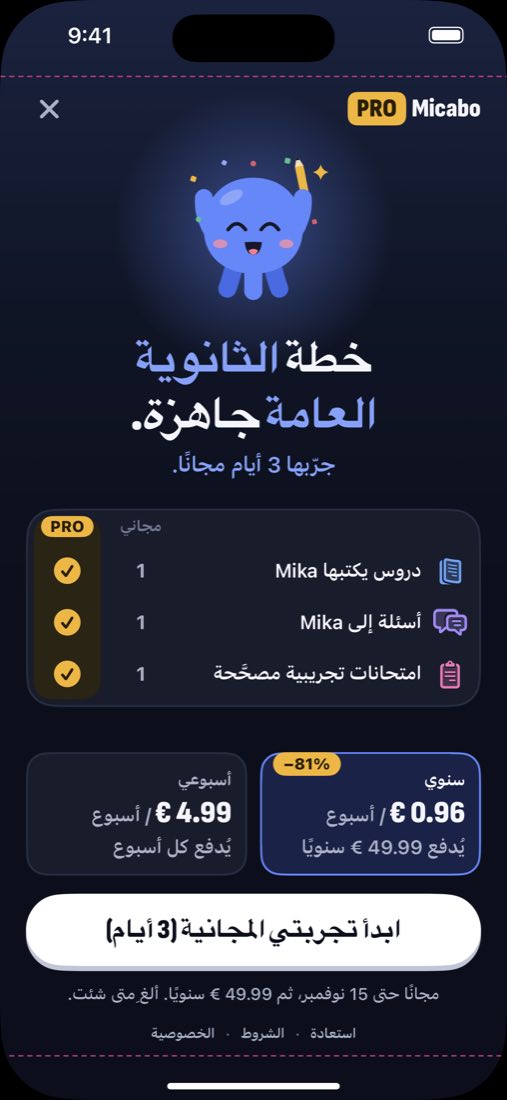 9:41
Micabo PRO
خطة الثانوية
العامة جاهزة.
جرّبها 3 أيام مجانًا.
مجاني PRO
دروس يكتبها Mika 1
أسئلة إلى Mika 1
امتحانات تجريبية مصحَّحة 1
−81%
سنوي
0.96 € / أسبوع
يُدفع 49.99 € سنويًا
أسبوعي
4.99 € / أسبوع
يُدفع كل أسبوع
ابدأ تجربتي المجانية (3 أيام)
مجانًا حتى 15 نوفمبر، ثم 49.99 € سنويًا. ألغِ متى شئت.
استعادة · الشروط · الخصوصية